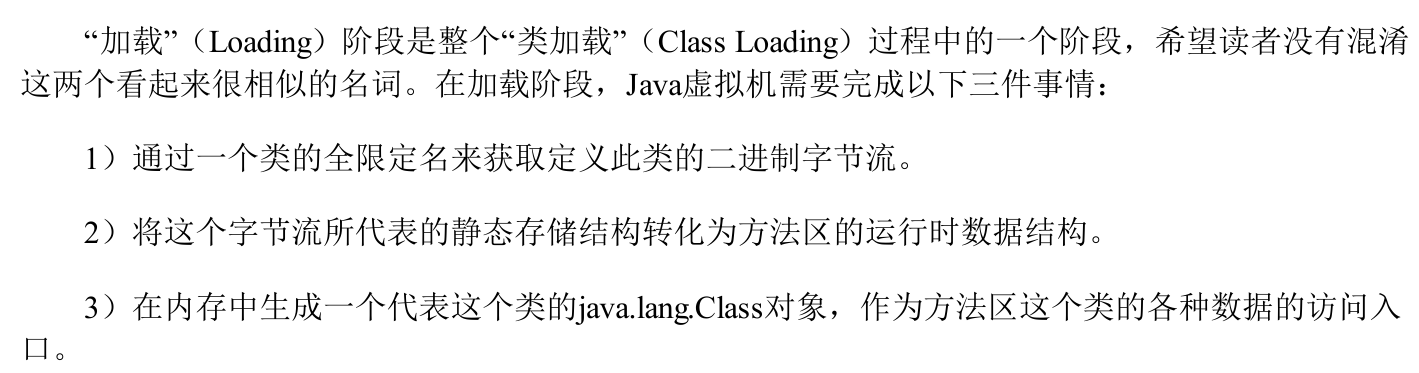 “加载”（Loading）阶段是整个“类加载”（Class Loading）过程中的一个阶段，希望读者没有混淆
这两个看起来很相似的名词。在加载阶段，Java虚拟机需要完成以下三件事情：
1）通过一个类的全限定名来获取定义此类的二进制字节流。
2）将这个字节流所代表的静态存储结构转化为方法区的运行时数据结构。
3）在内存中生成一个代表这个类的java.lang.Class对象，作为方法区这个类的各种数据的访问入
口。